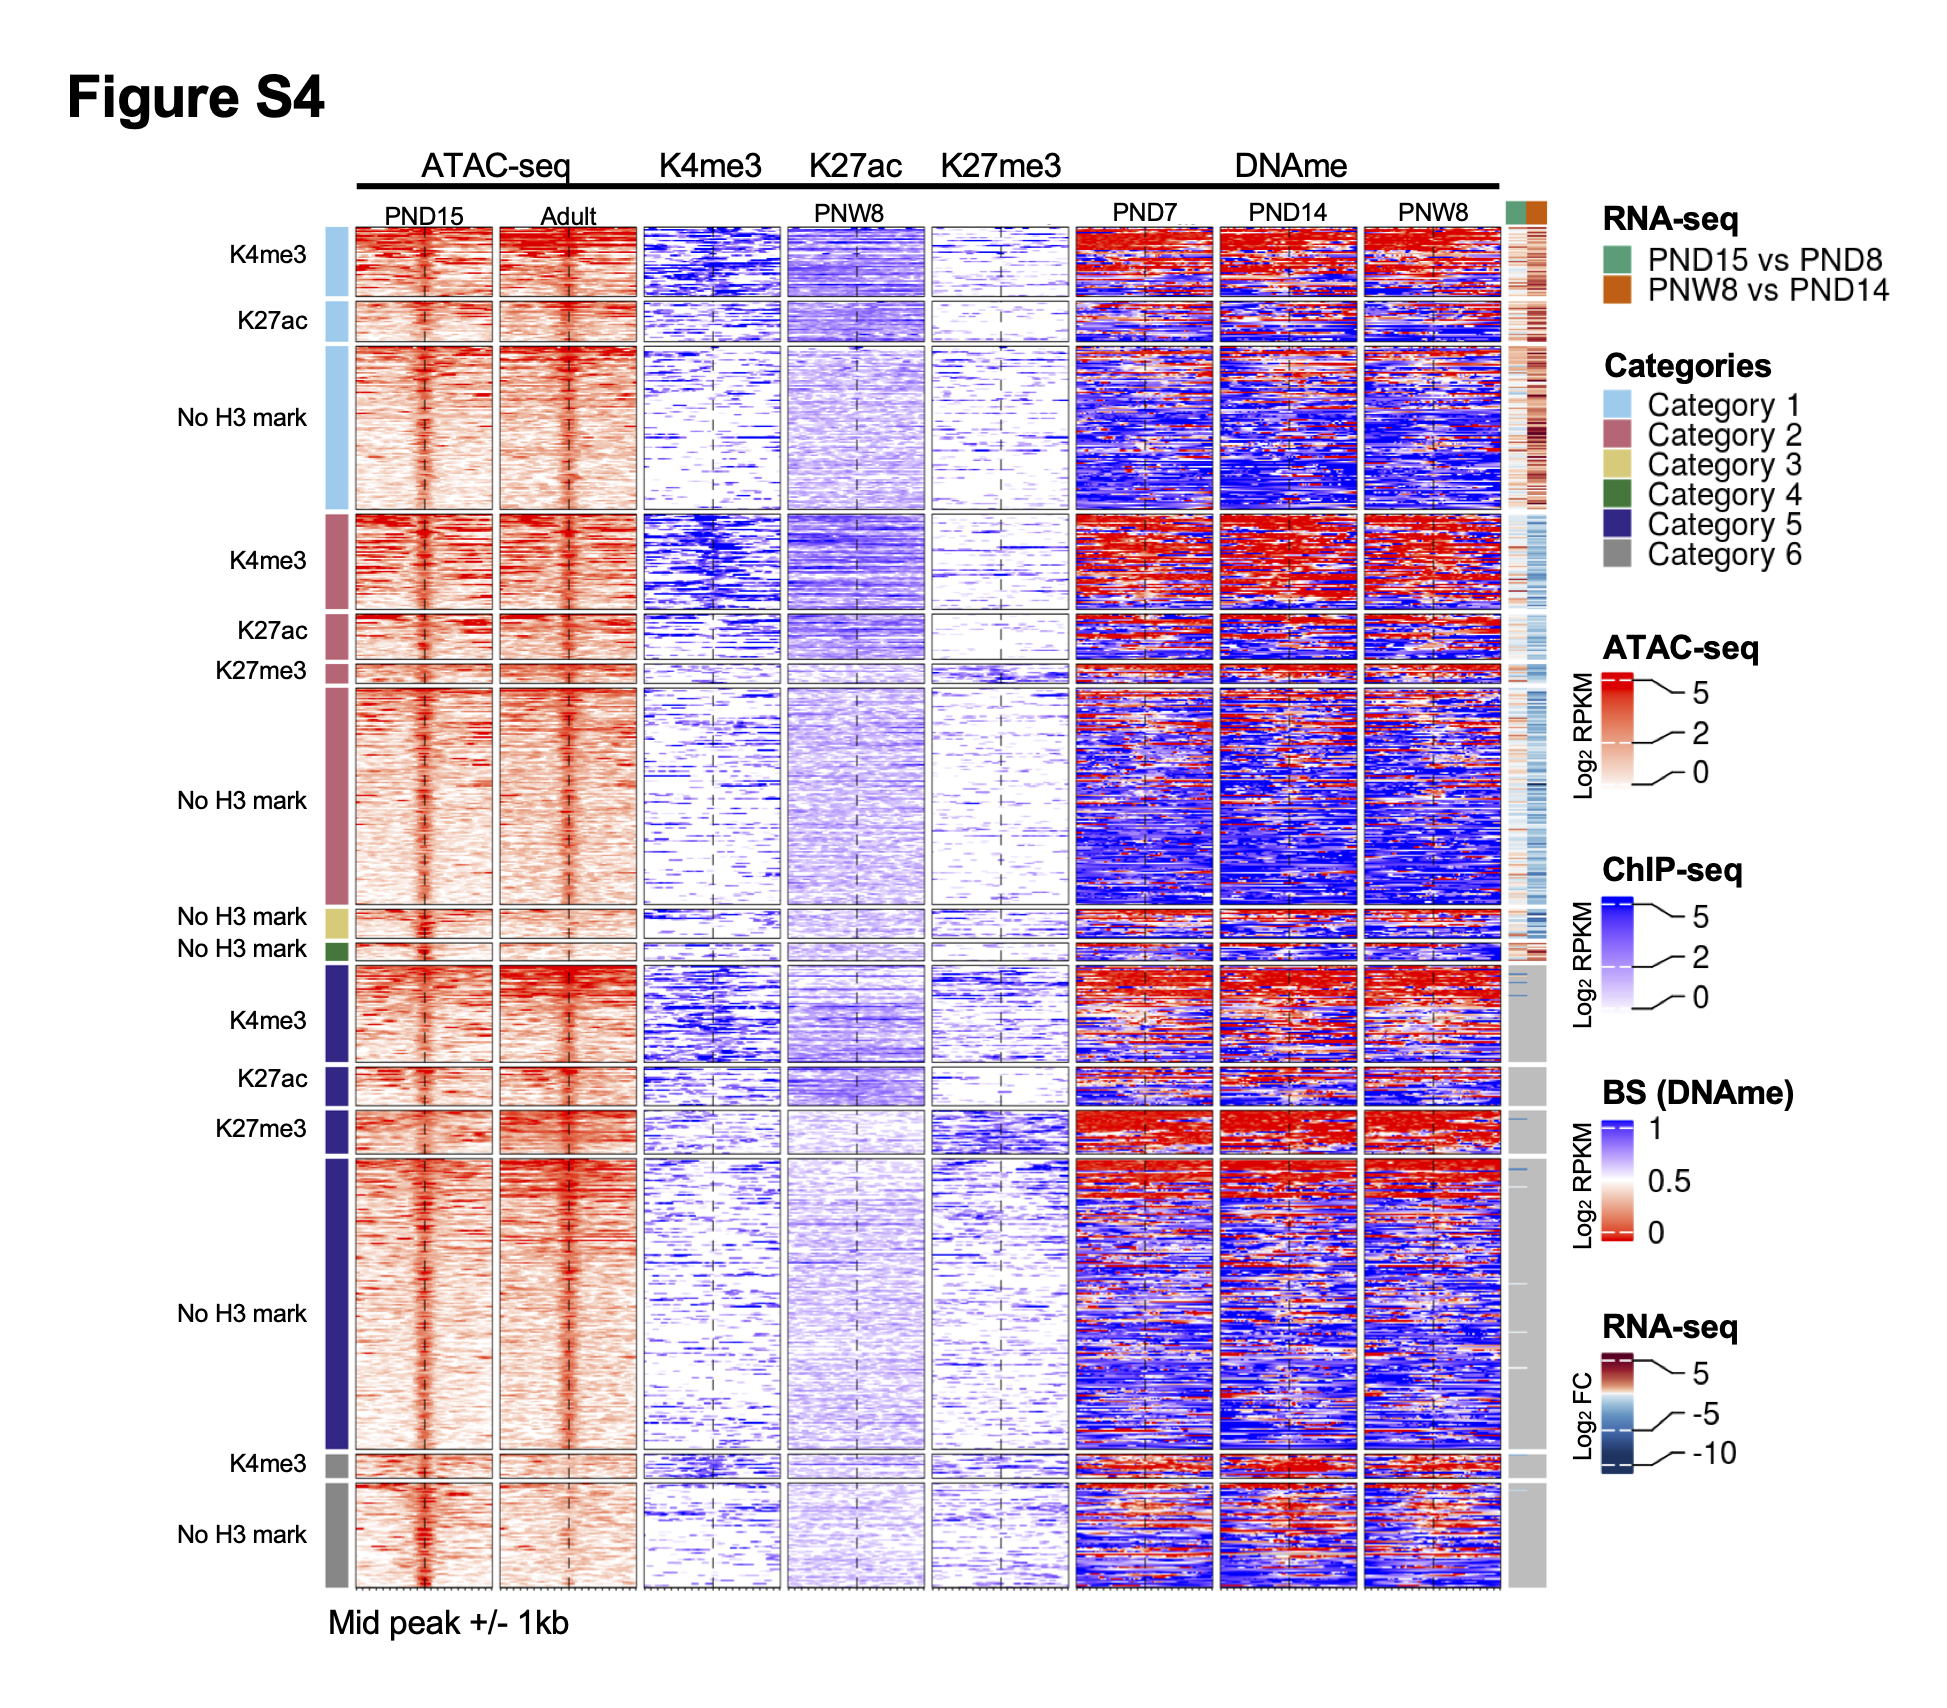 Figure S4
ATAC-seq K4me3 K27ac K27me3 DNAme
PND15 Adult PNW8 PND7 PND14 PNW8
K4me3
K27ac
No H3 mark
K4me3
K27ac
K27me3
No H3 mark
No H3 mark
No H3 mark
K4me3
K27ac
K27me3
No H3 mark
K4me3
No H3 mark
Mid peak +/- 1kb
RNA-seq
PND15 vs PND8
PNW8 vs PND14
Categories
Category 1
Category 2
Category 3
Category 4
Category 5
Category 6
ATAC-seq
Log2 RPKM
5
2
0
ChIP-seq
Log2 RPKM
5
2
0
BS (DNAme)
Log2 RPKM
1
0.5
0
RNA-seq
Log2 FC
5
-5
-10